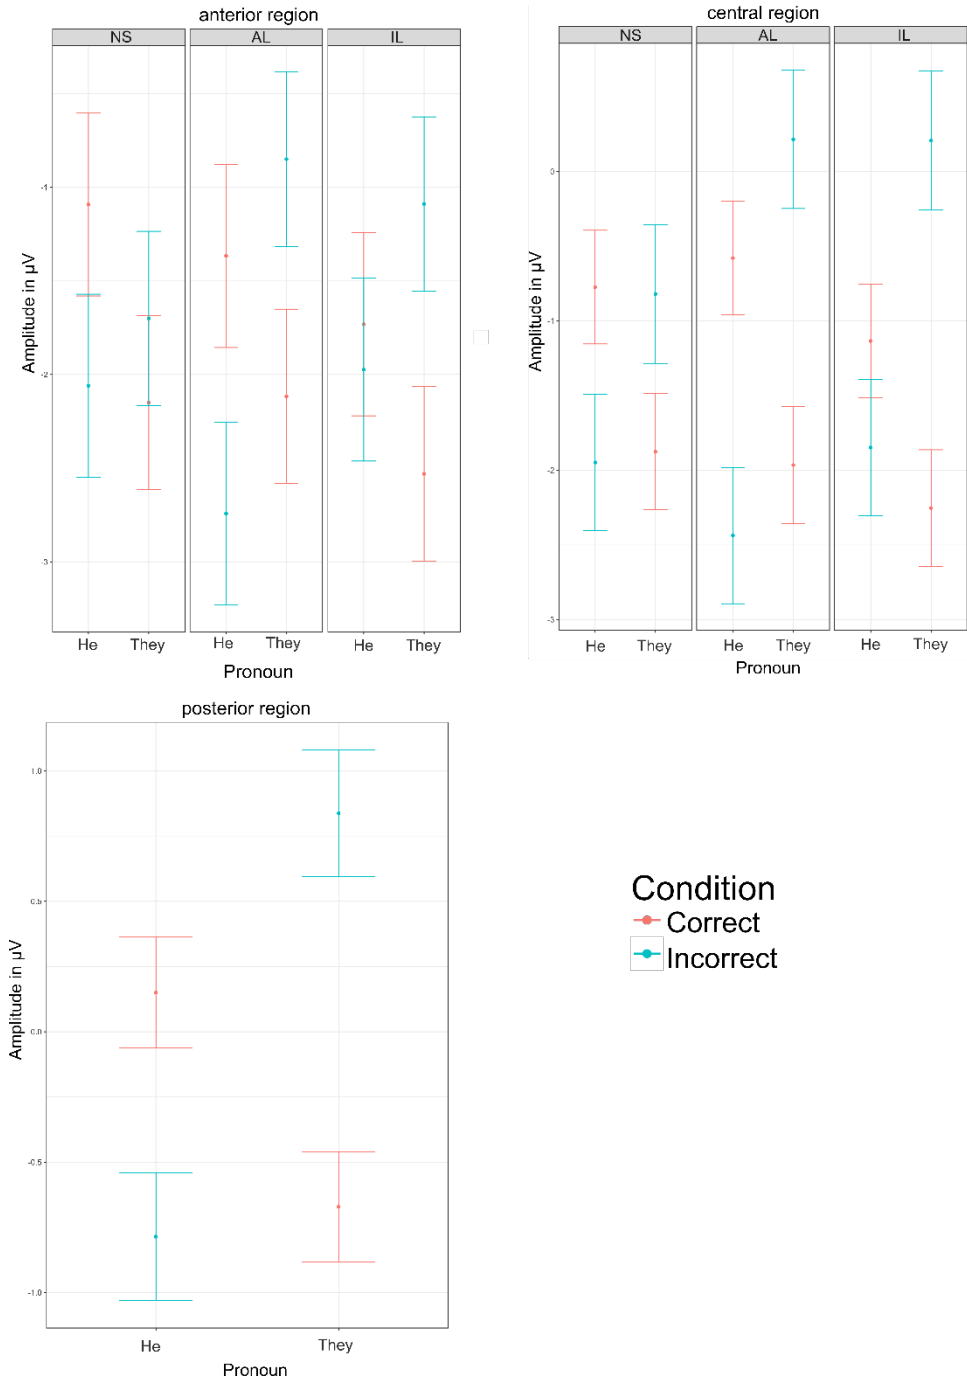 anterior region
NS AL IL
-1
-2
-3
Amplitude in µV
He They He They He They
Pronoun
central region
NS AL IL
0
-1
-2
-3
Amplitude in µV
He They He They He They
Pronoun
posterior region
1.0
0.5
0.0
-0.5
-1.0
Amplitude in µV
He They
Pronoun
Condition
Correct
Incorrect